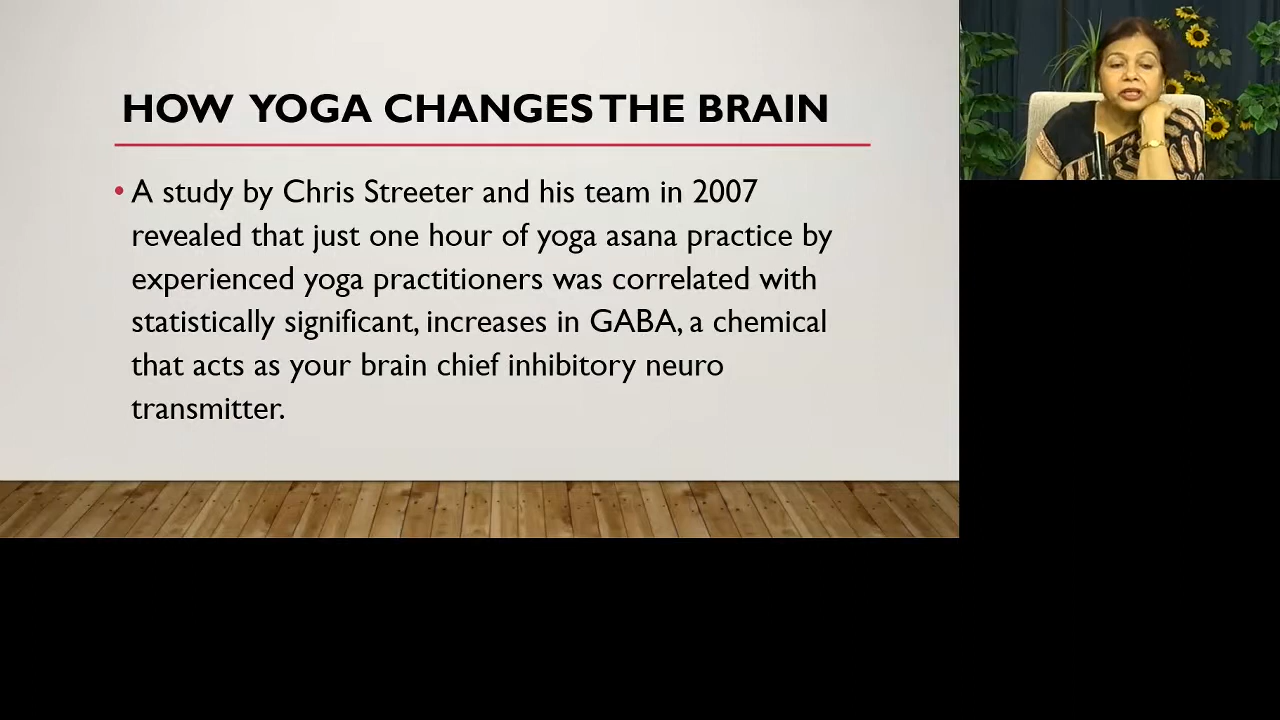 HOW YOGA CHANGES THE BRAIN
• A study by Chris Streeter and his team in 2007
revealed that just one hour of yoga asana practice by
experienced yoga practitioners was correlated with
statistically significant, increases in GABA, a chemical
that acts as your brain chief inhibitory neuro
transmitter.